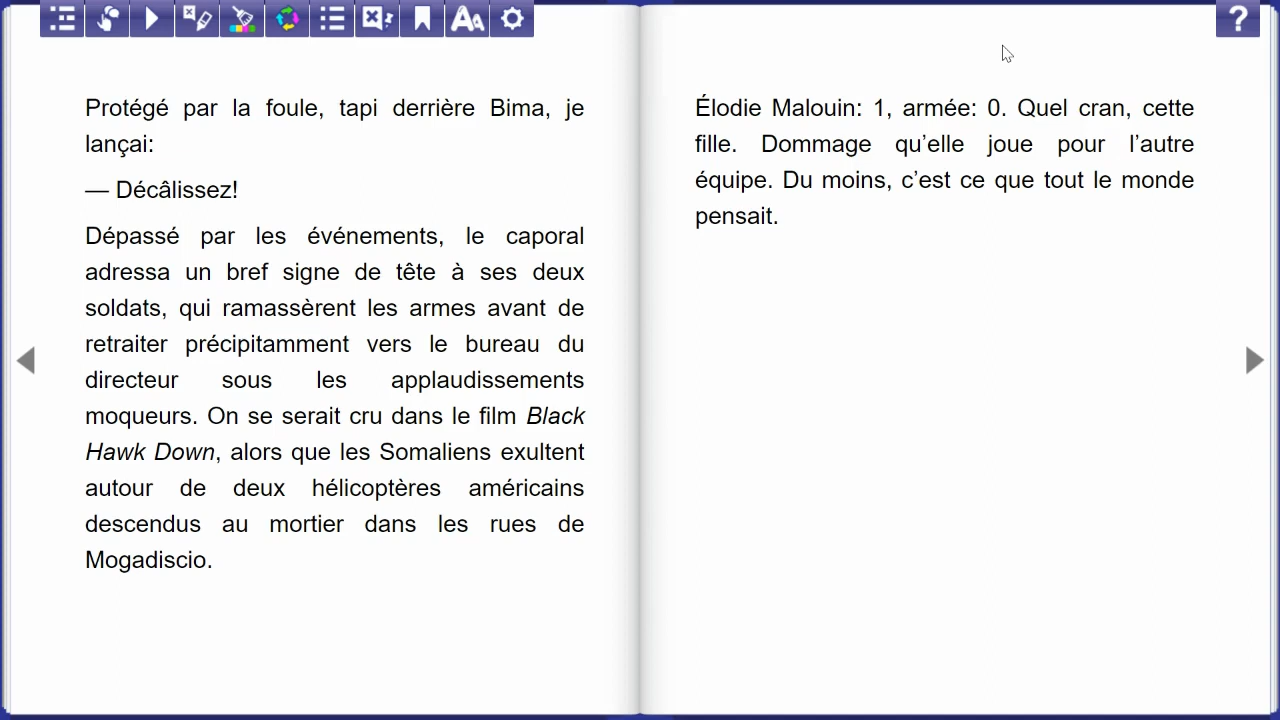 Protégé par la foule, tapi derrière Bima, je
lançai:
— Décâlissez!
Dépassé par les événements, le caporal
adressa un bref signe de tête à ses deux
soldats, qui ramassèrent les armes avant de
retraiter précipitamment vers le bureau du
directeur sous les applaudissements
moqueurs. On se serait cru dans le film Black
Hawk Down, alors que les Somaliens exultent
autour de deux hélicoptères américains
descendus au mortier dans les rues de
Mogadiscio.
Élodie Malouin: 1, armée: 0. Quel cran, cette
fille. Dommage qu’elle joue pour l’autre
équipe. Du moins, c’est ce que tout le monde
pensait.